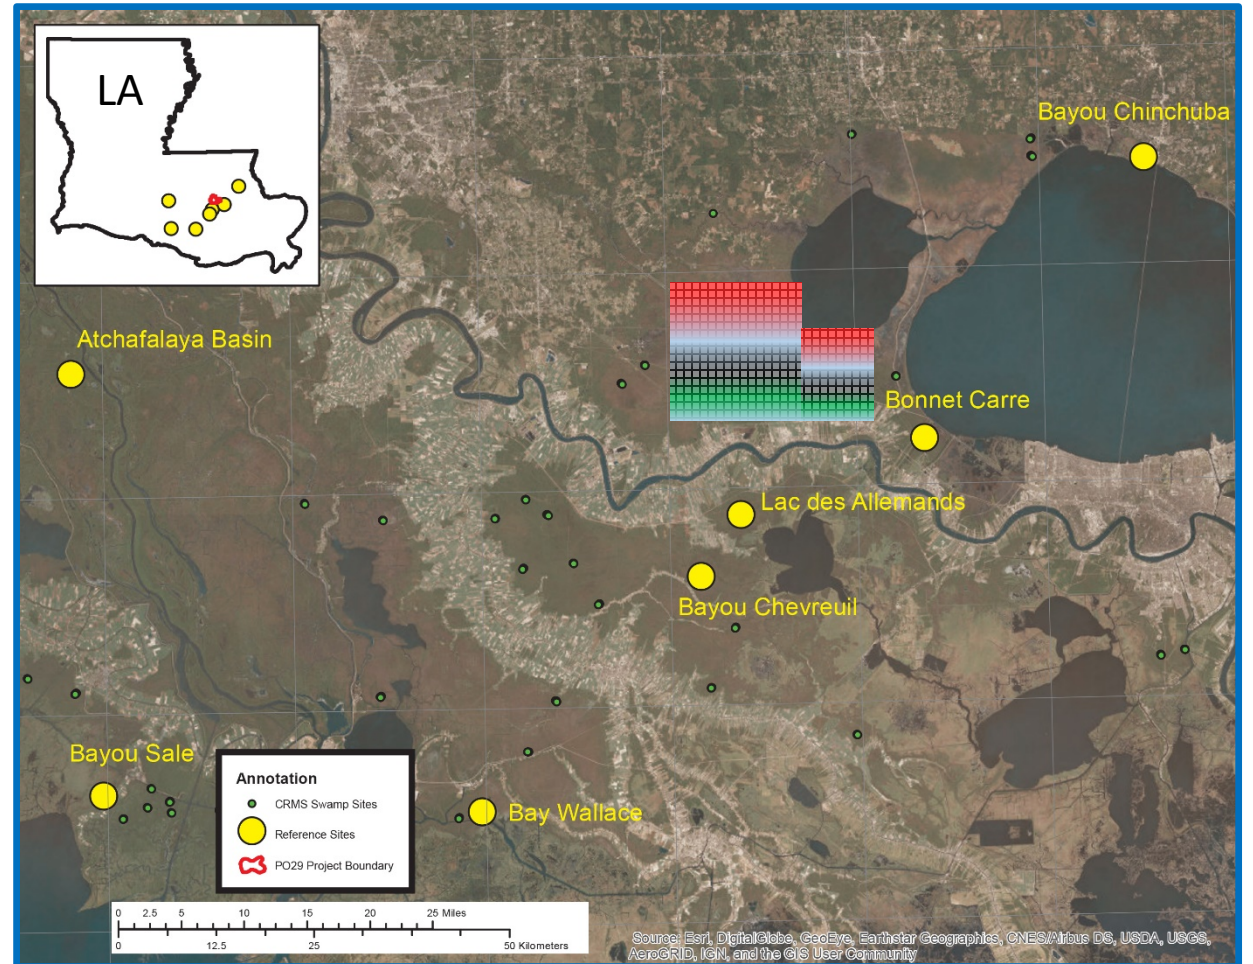 LA
Bayou Chinchuba
Atchafalaya Basin
Bonnet Carre
Lac des Allemands
Bayou Chevreuil
Bayou Sale
Bay Wallace
Annotation
CRMS Swamp Sites
Reference Sites
PO29 Project Boundary
0 2.5 5 10 15 20 25 Miles
0 12.5 25 50 Kilometers
Source: Esri, DigitalGlobe, GeoEye, Earthstar Geographics, CNES/Airbus DS, USDA, USGS,
AeroGRID, IGN, and the GIS User Community